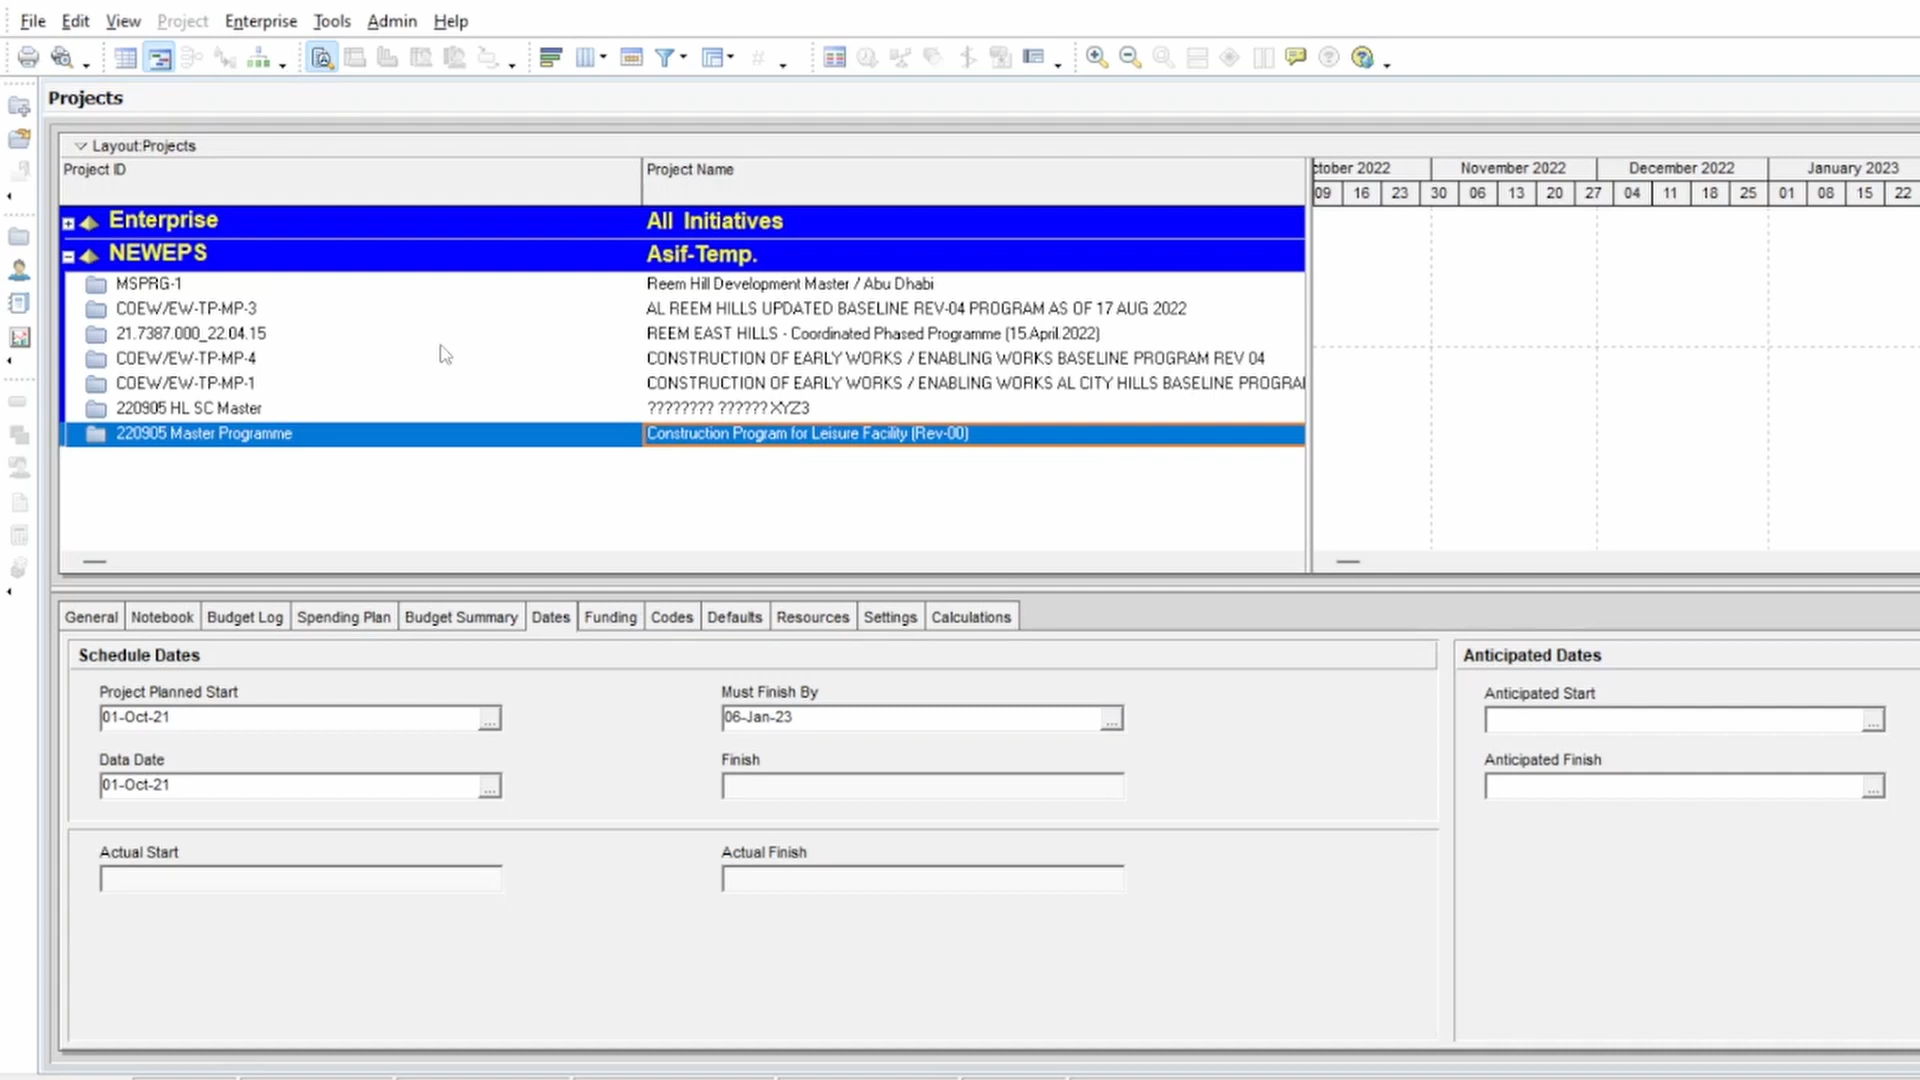 File Edit View Project Enterprise Tools Admin Help
Projects
Layout:Projects
Project ID Project Name
tober 2022 November 2022 December 2022 January 2023
09 16 23 30 06 13 20 27 04 11 18 25 01 08 15 22
Enterprise All Initiatives
NEWEPS Asif-Temp.
MSPRG-1 Reem Hill Development Master / Abu Dhabi
COEW/EW-TP-MP-3 AL REEM HILLS UPDATED BASELINE REV-04 PROGRAM AS OF 17 AUG 2022
21.7387.000_22.04.15 REEM EAST HILLS - Coordinated Phased Programme (15.April.2022)
COEW/EW-TP-MP-4 CONSTRUCTION OF EARLY WORKS / ENABLING WORKS BASELINE PROGRAM REV 04
COEW/EW-TP-MP-1 CONSTRUCTION OF EARLY WORKS / ENABLING WORKS AL CITY HILLS BASELINE PROGRA
220905 HL SC Master ???????? ?????? XYZ3
220905 Master Programme Construction Program for Leisure Facility (Rev-00)
General Notebook Budget Log Spending Plan Budget Summary Dates Funding Codes Defaults Resources Settings Calculations
Schedule Dates Anticipated Dates
Project Planned Start Must Finish By Anticipated Start
01-Oct-21 ... 06-Jan-23 ... ...
Data Date Finish Anticipated Finish
01-Oct-21 ... ...
Actual Start Actual Finish